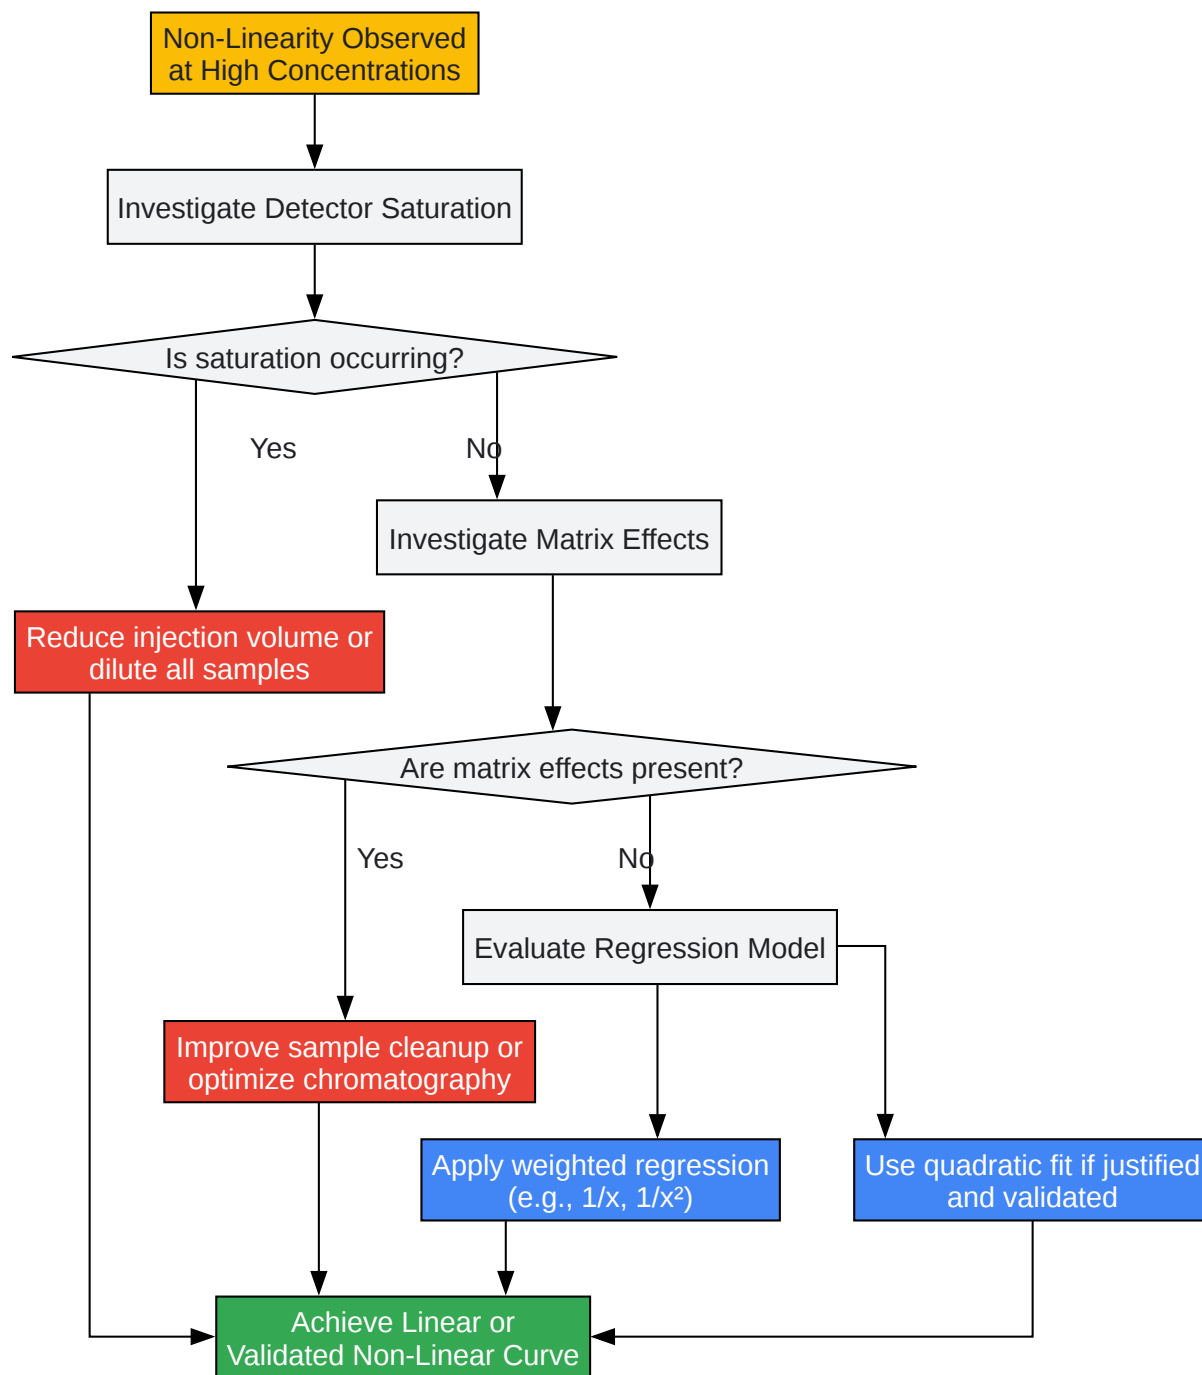 Non-Linearity Observed
at High Concentrations
Investigate Detector Saturation
Is saturation occurring?
Yes
No
Investigate Matrix Effects
Reduce injection volume or
dilute all samples
Are matrix effects present?
Yes
No
Evaluate Regression Model
Improve sample cleanup or
optimize chromatography
Apply weighted regression
(e.g., 1/x, 1/x²)
Use quadratic fit if justified
and validated
Achieve Linear or
Validated Non-Linear Curve